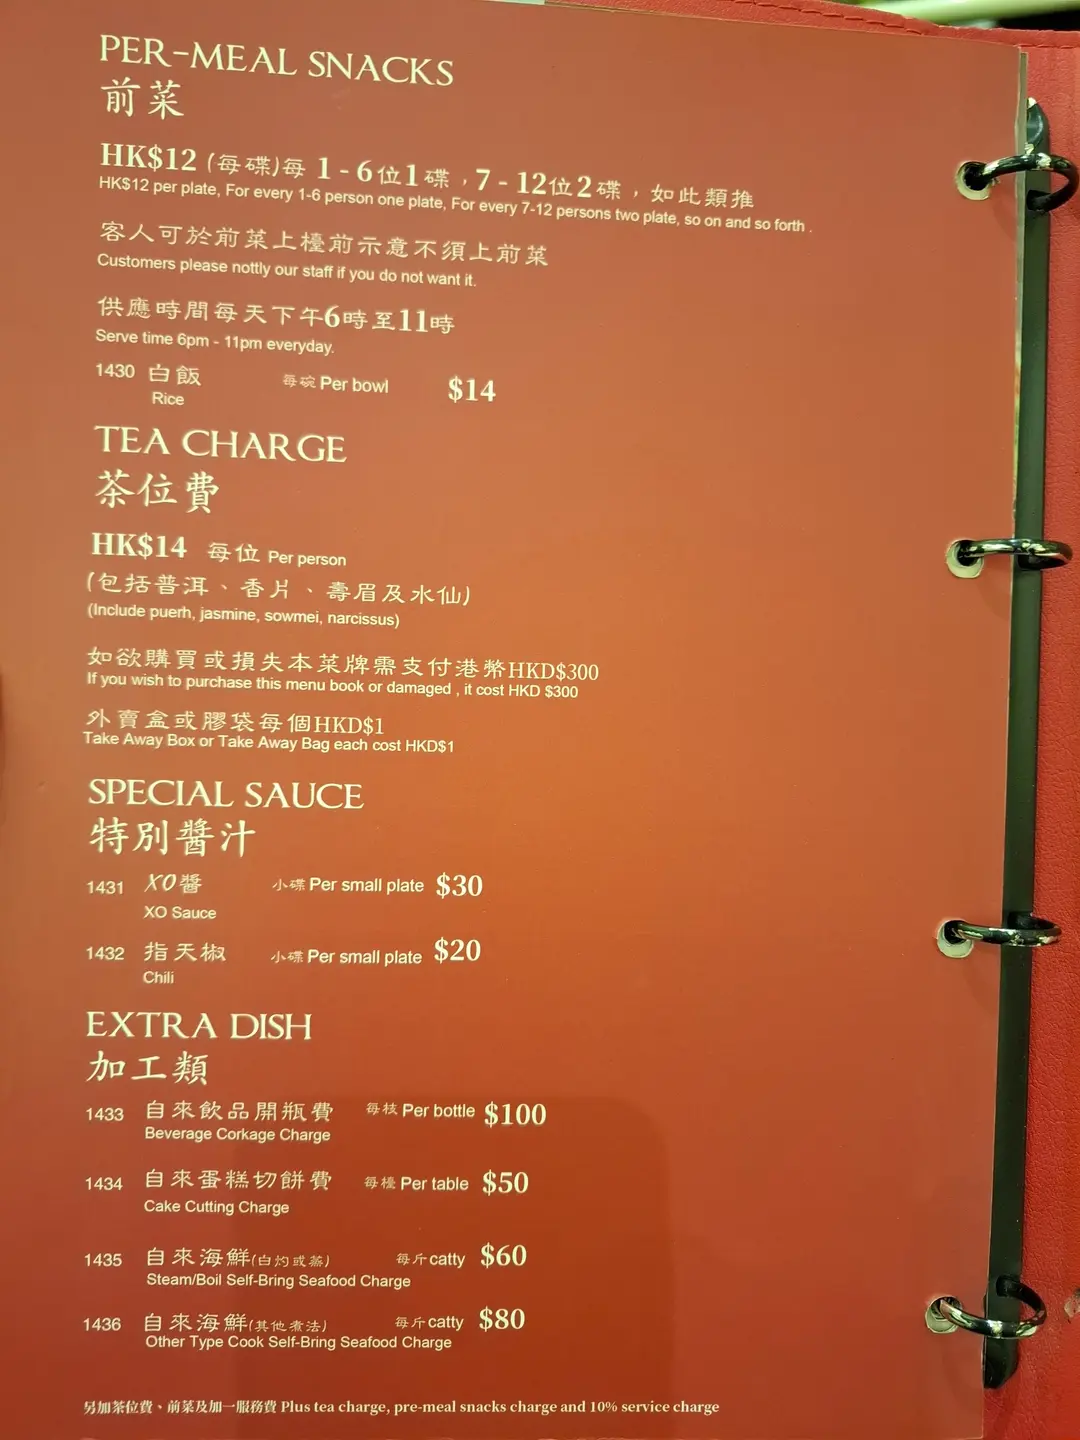 PER-MEAL SNACKS
前菜
HK$12 (每碟)每 1 - 6位1碟，7 - 12位2碟，如此類推
HK$12 per plate, For every 1-6 person one plate, For every 7-12 persons two plate, so on and so forth .
客人可於前菜上檯前示意不須上前菜
Customers please nottly our staff if you do not want it.
供應時間每天下午6時至11時
Serve time 6pm - 11pm everyday.
1430 白飯 每碗 Per bowl $14
Rice
TEA CHARGE
茶位費
HK$14 每位 Per person
(包括普洱、香片、壽眉及水仙)
(Include puerh, jasmine, sowmei, narcissus)
如欲購買或損失本菜牌需支付港幣HKD$300
If you wish to purchase this menu book or damaged , it cost HKD $300
外賣盒或膠袋每個HKD$1
Take Away Box or Take Away Bag each cost HKD$1
SPECIAL SAUCE
特別醬汁
1431 XO醬 小碟 Per small plate $30
XO Sauce
1432 指天椒 小碟 Per small plate $20
Chili
EXTRA DISH
加工類
1433 自來飲品開瓶費 每枝 Per bottle $100
Beverage Corkage Charge
1434 自來蛋糕切餅費 每檯 Per table $50
Cake Cutting Charge
1435 自來海鮮(白灼或蒸) 每斤 catty $60
Steam/Boil Self-Bring Seafood Charge
1436 自來海鮮(其他煮法) 每斤 catty $80
Other Type Cook Self-Bring Seafood Charge
另加茶位費、前菜及加一服務費 Plus tea charge, pre-meal snacks charge and 10% service charge